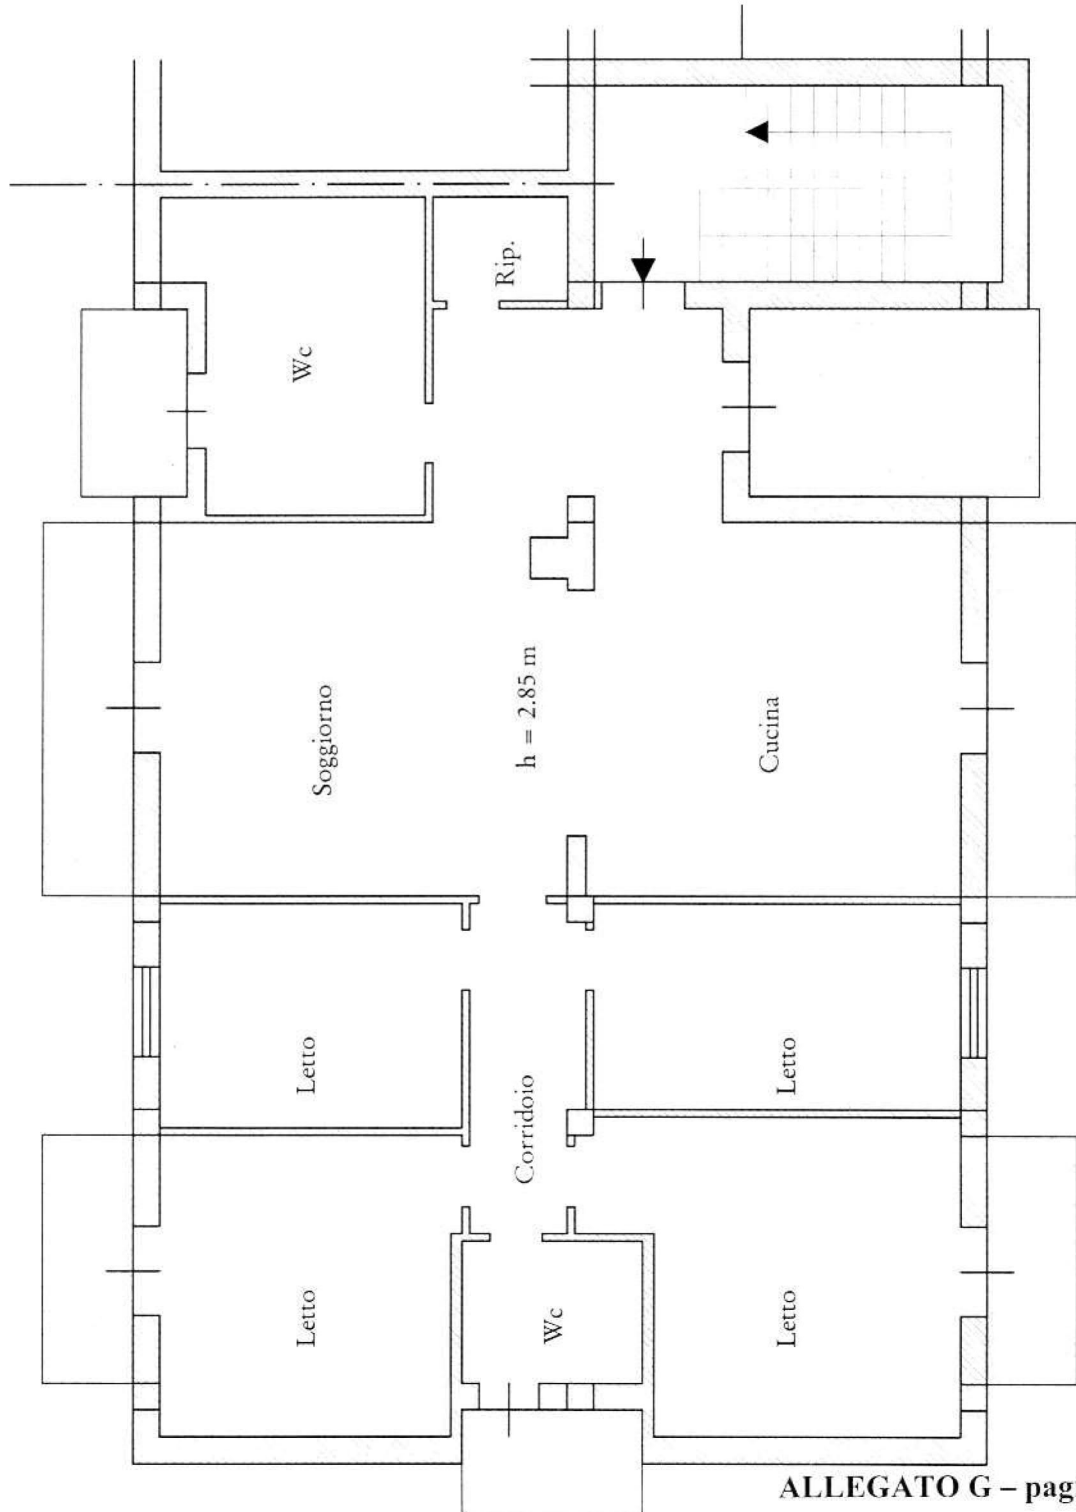 Rip.
Wc
h = 2.85 m
Soggiorno
Cucina
Letto
Letto
Corridoio
Letto
Wc
Letto
ALLEGATO G – pag